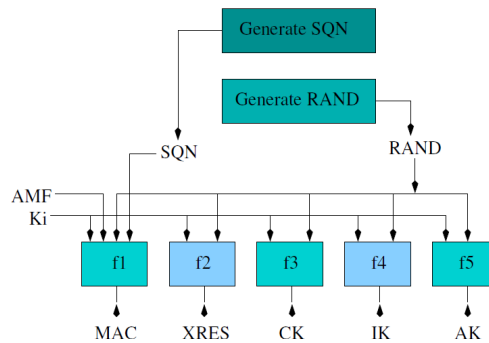 Generate SQN
Generate RAND
SQN
RAND
AMF
Ki
f1 f2 f3 f4 f5
MAC XRES CK IK AK